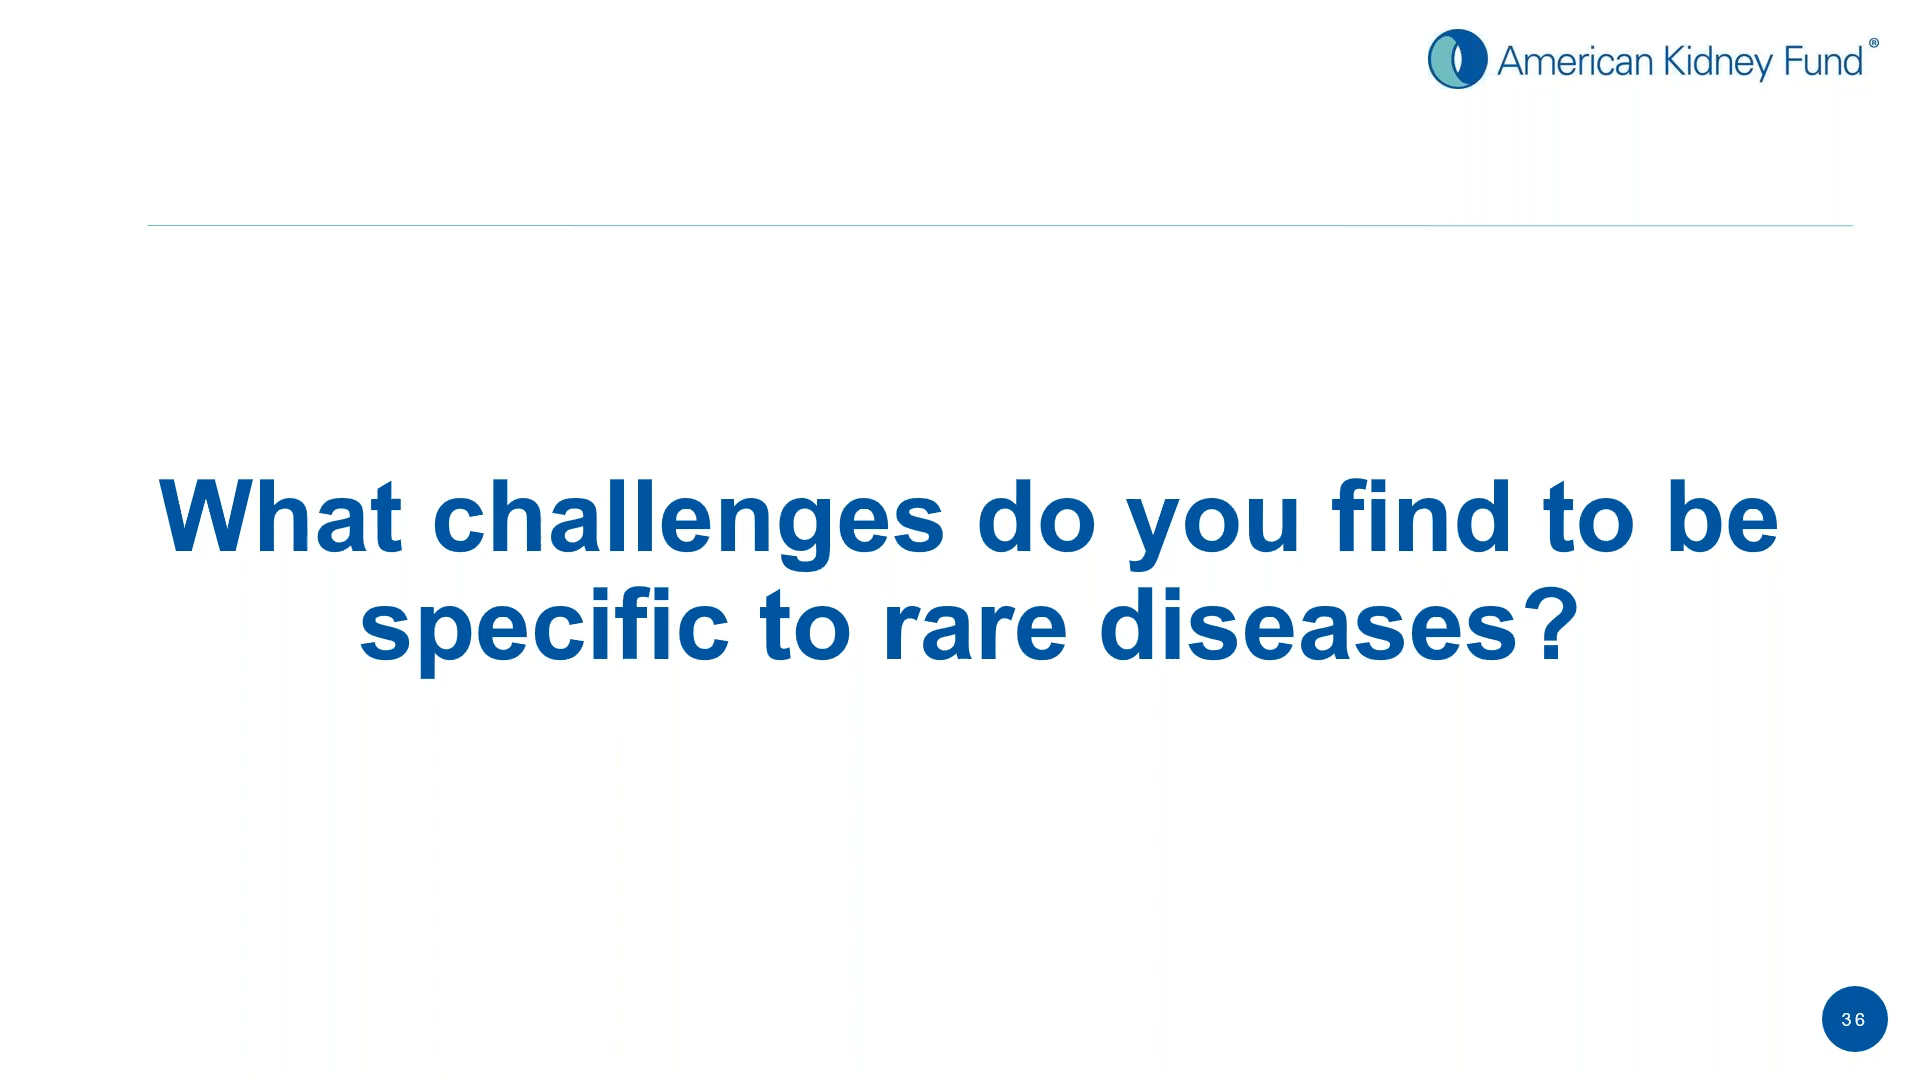 American Kidney Fund®
What challenges do you find to be
specific to rare diseases?
36